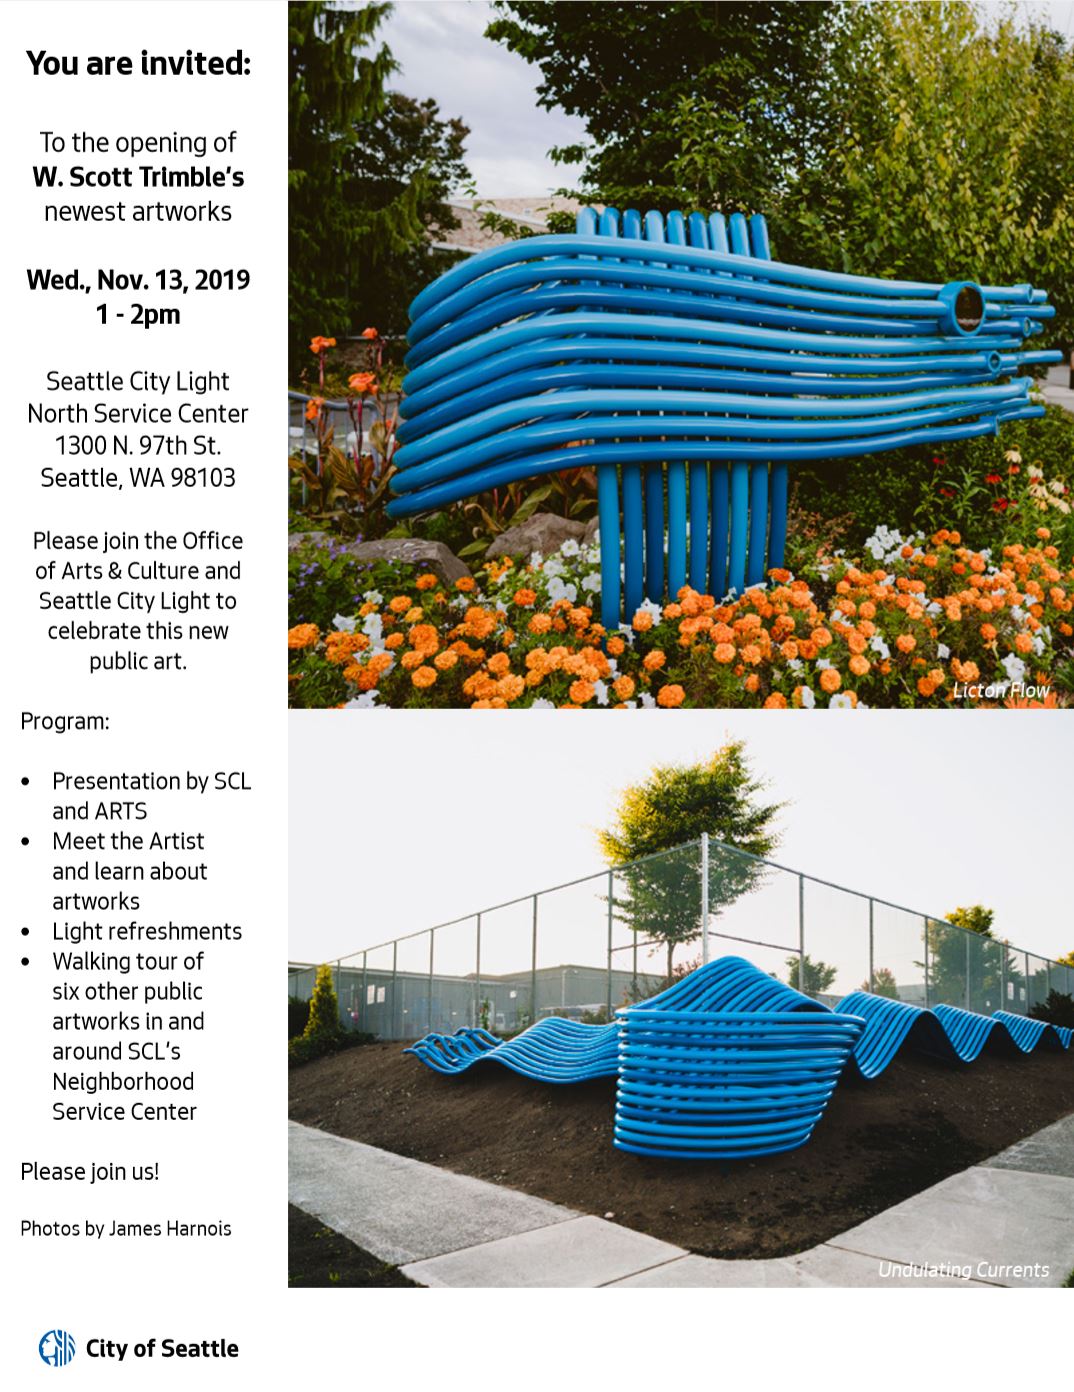 You are invited:
To the opening of
W. Scott Trimble's
newest artworks
Wed., Nov. 13, 2019
1 - 2pm
Seattle City Light
North Service Center
1300 N. 97th St.
Seattle, WA 98103
Please join the Office
of Arts & Culture and
Seattle City Light to
celebrate this new
public art.
Program:
• Presentation by SCL
and ARTS
• Meet the Artist
and learn about
artworks
• Light refreshments
• Walking tour of
six other public
artworks in and
around SCL's
Neighborhood
Service Center
Please join us!
Photos by James Harnois
City of Seattle
Licton Flow
Undulating Currents